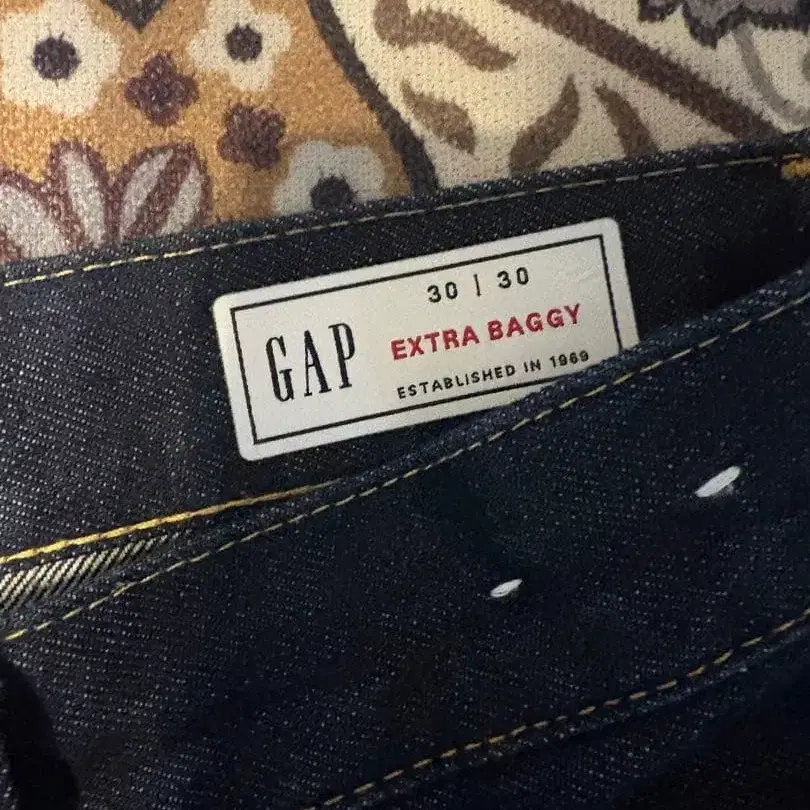 GAP
30 | 30
EXTRA BAGGY
ESTABLISHED IN 1969